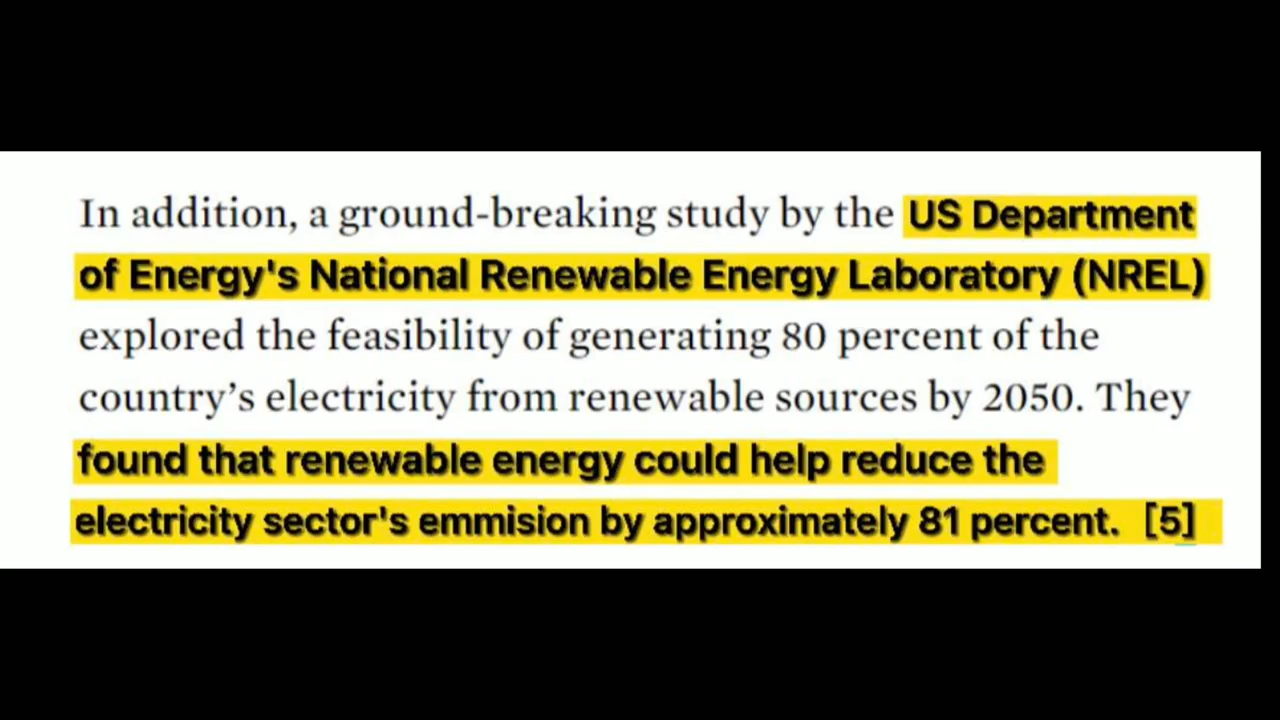 In addition, a ground-breaking study by the US Department
of Energy's National Renewable Energy Laboratory (NREL)
explored the feasibility of generating 80 percent of the
country’s electricity from renewable sources by 2050. They
found that renewable energy could help reduce the
electricity sector's emmision by approximately 81 percent. [5]